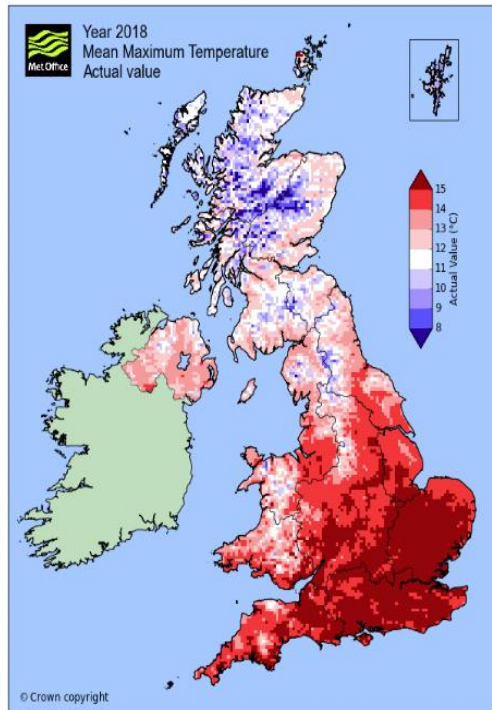 Met Office
Year 2018
Mean Maximum Temperature
Actual value
15
14
13
12
11
10
9
8
Actual Value (°C)
© Crown copyright